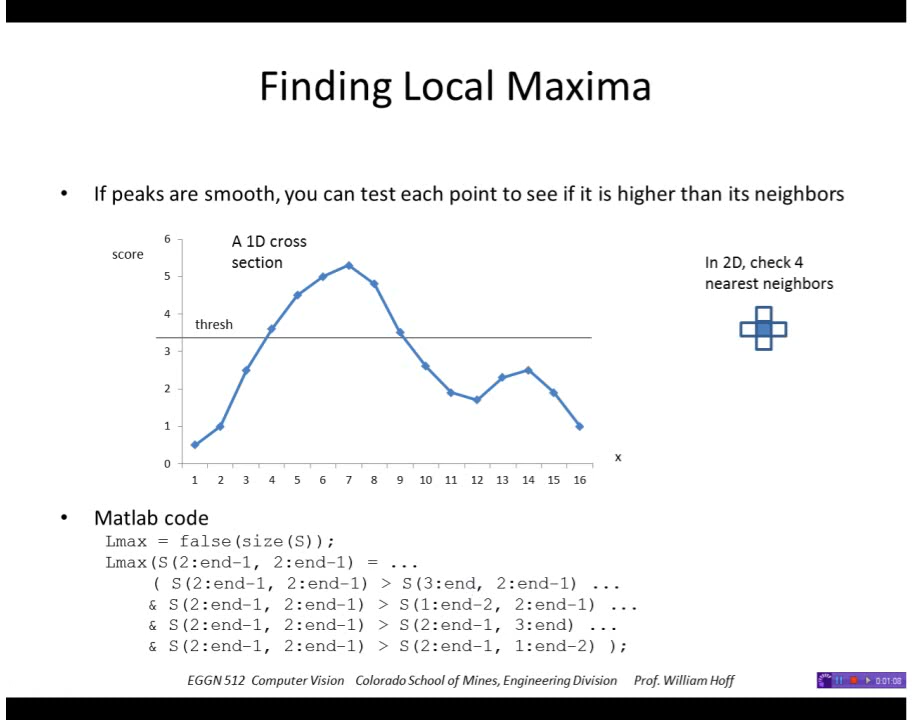 Finding Local Maxima
• If peaks are smooth, you can test each point to see if it is higher than its neighbors
score
A 1D cross
section
thresh
6
5
4
3
2
1
0
1 2 3 4 5 6 7 8 9 10 11 12 13 14 15 16
x
In 2D, check 4
nearest neighbors
• Matlab code
Lmax = false(size(S));
Lmax(S(2:end-1, 2:end-1) = ...
( S(2:end-1, 2:end-1) > S(3:end, 2:end-1) ...
& S(2:end-1, 2:end-1) > S(1:end-2, 2:end-1) ...
& S(2:end-1, 2:end-1) > S(2:end-1, 3:end) ...
& S(2:end-1, 2:end-1) > S(2:end-1, 1:end-2) );
EGGN 512 Computer Vision Colorado School of Mines, Engineering Division Prof. William Hoff
0:01:08